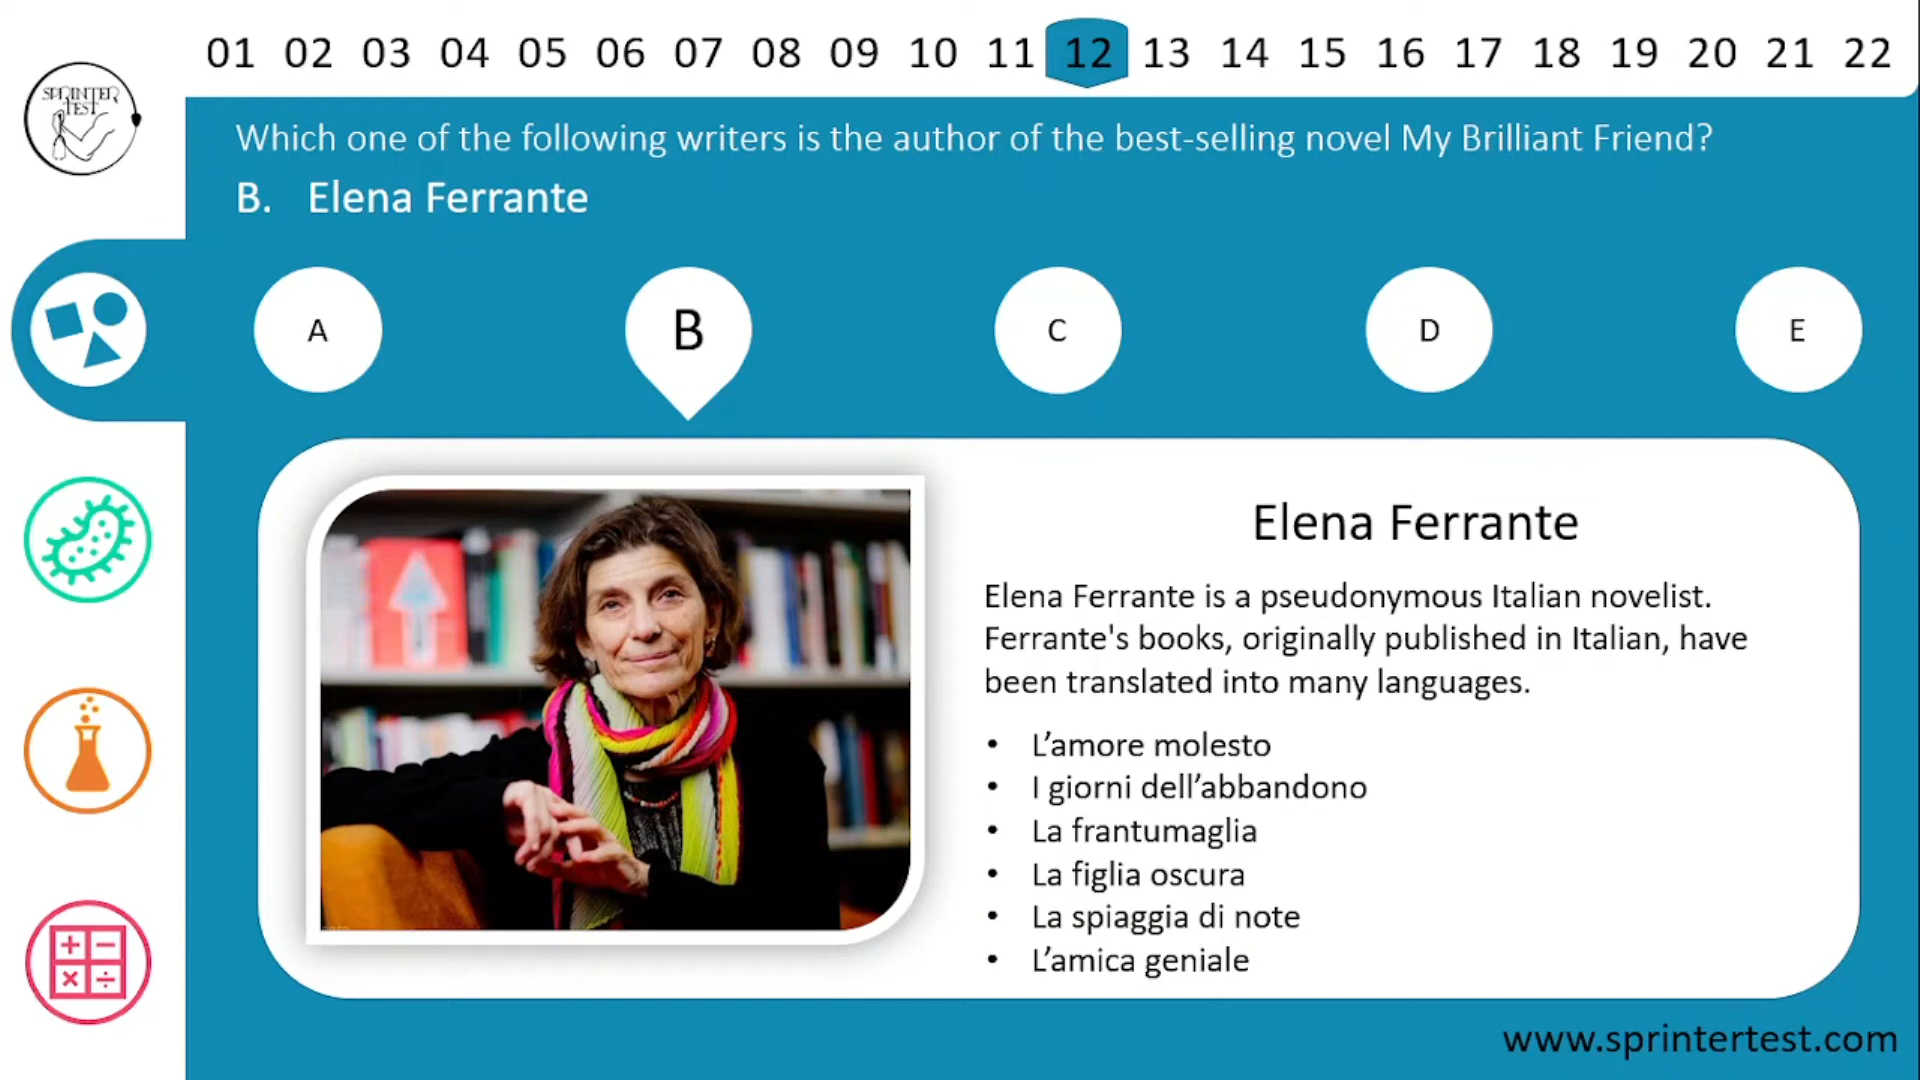 01 02 03 04 05 06 07 08 09 10 11 12 13 14 15 16 17 18 19 20 21 22
SPRINTER
TEST
Which one of the following writers is the author of the best-selling novel My Brilliant Friend?
B. Elena Ferrante
A B C D E
Elena Ferrante
Elena Ferrante is a pseudonymous Italian novelist.
Ferrante's books, originally published in Italian, have
been translated into many languages.
• L’amore molesto
• I giorni dell’abbandono
• La frantumaglia
• La figlia oscura
• La spiaggia di note
• L’amica geniale
+ −
× ÷
www.sprintertest.com